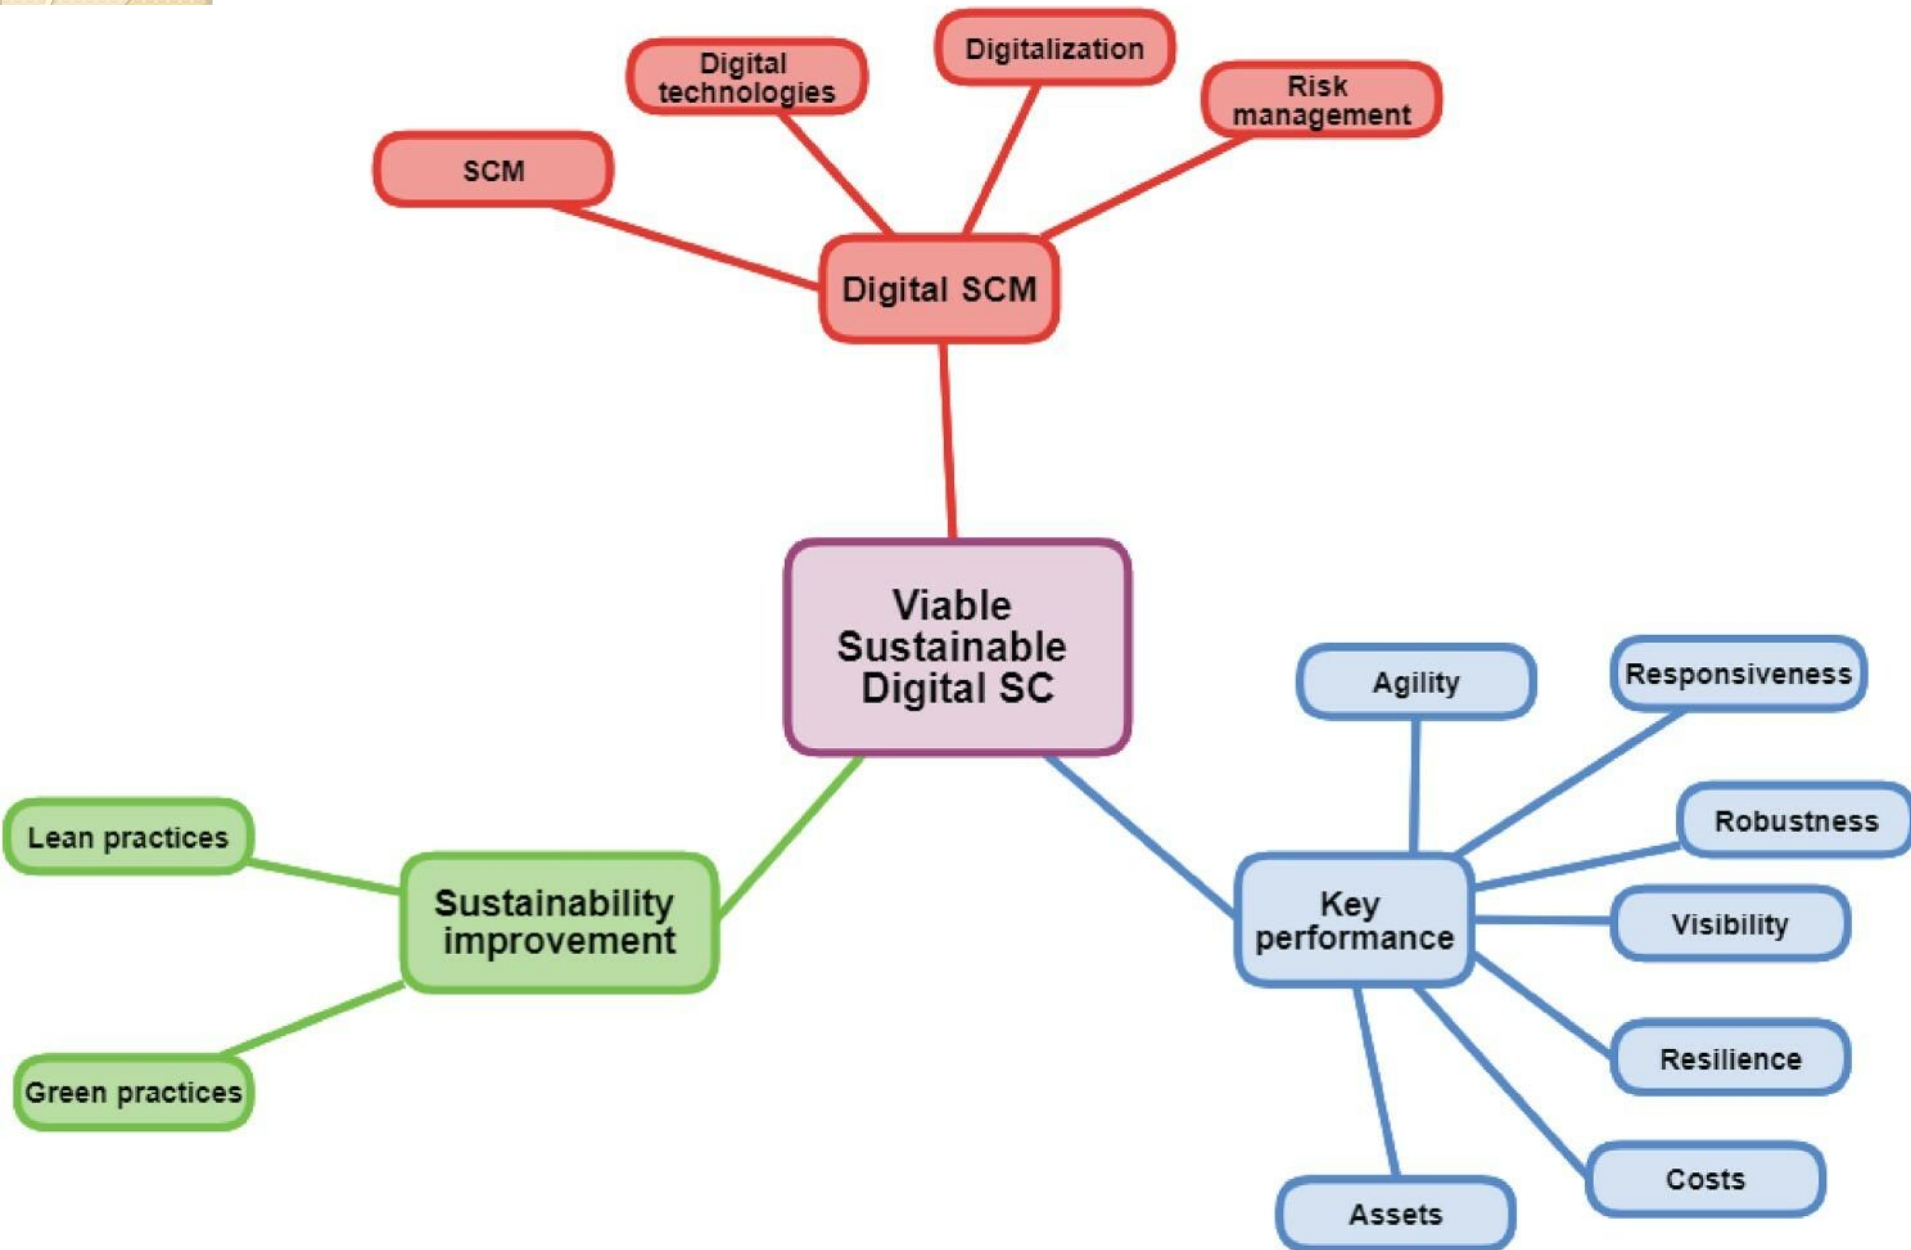 Digitalization
Digital
technologies
Risk
management
SCM
Digital SCM
Viable
Sustainable
Digital SC
Agility
Responsiveness
Robustness
Lean practices
Sustainability
improvement
Key
performance
Visibility
Resilience
Green practices
Costs
Assets